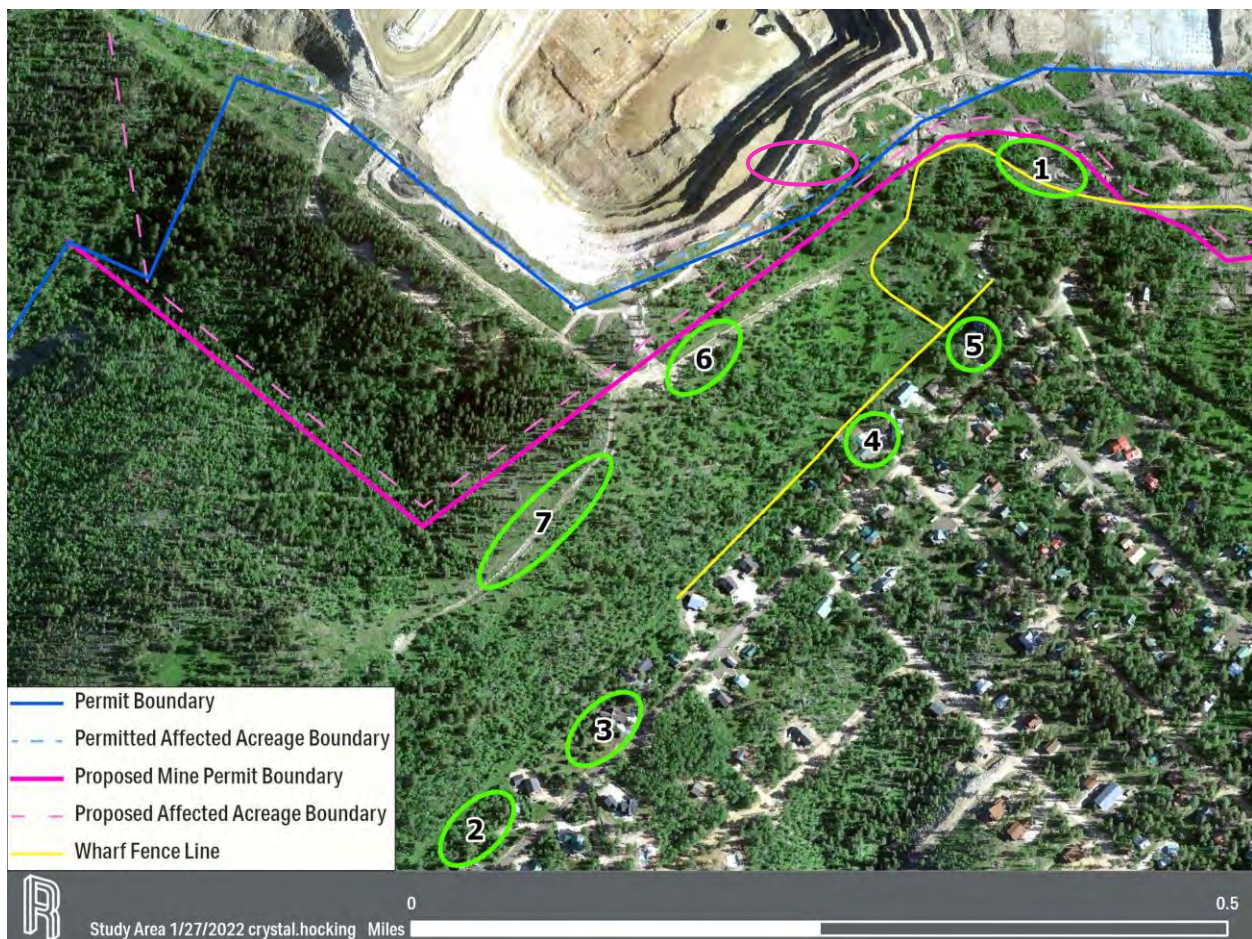 1
5
6
4
7
3
2
Permit Boundary
Permitted Affected Acreage Boundary
Proposed Mine Permit Boundary
Proposed Affected Acreage Boundary
Wharf Fence Line
R
0
0.5
Study Area 1/27/2022 crystal.hocking Miles